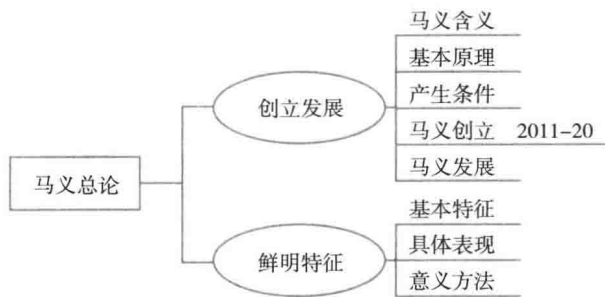 马义含义
基本原理
创立发展
产生条件
马义创立 2011-20
马义总论
马义发展
基本特征
鲜明特征
具体表现
意义方法